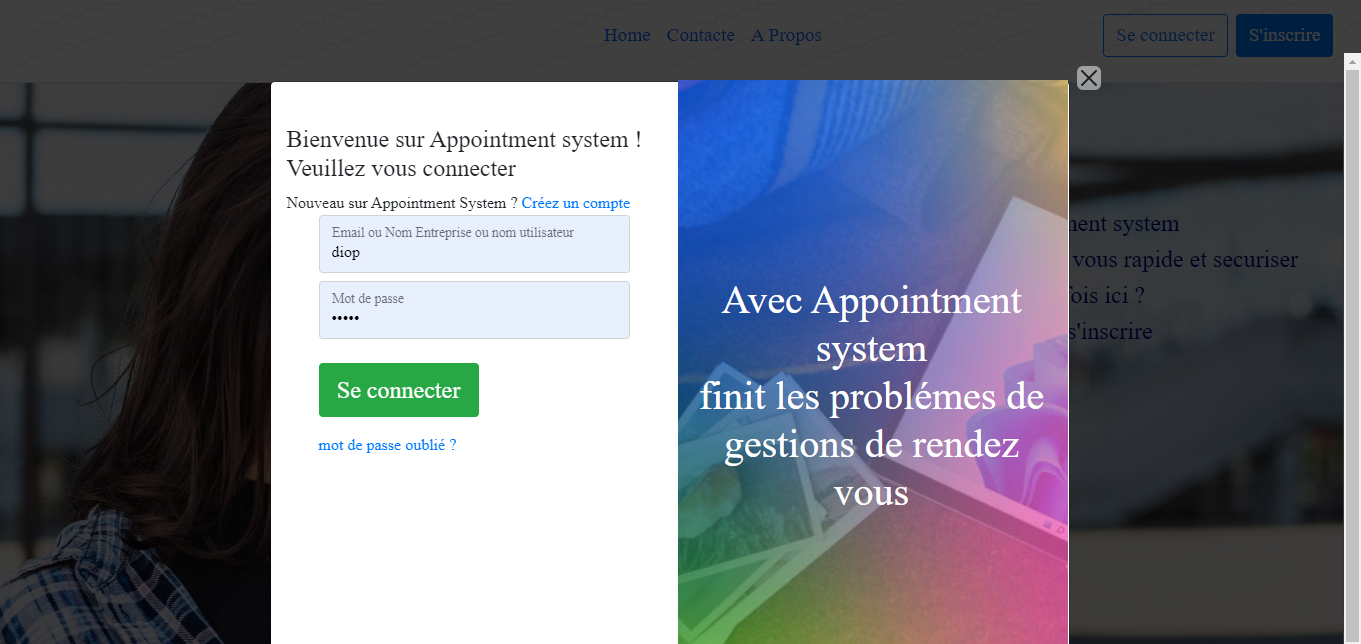 Home Contacte A Propos
Se connecter S'inscrire
Bienvenue sur Appointment system !
Veuillez vous connecter
Nouveau sur Appointment System ? Créez un compte
Email ou Nom Entreprise ou nom utilisateur
diop
Mot de passe
•••••
Se connecter
mot de passe oublié ?
Avec Appointment
system
finit les problémes de
gestions de rendez
vous
system
vous rapide et securiser
ici ?
s'inscrire